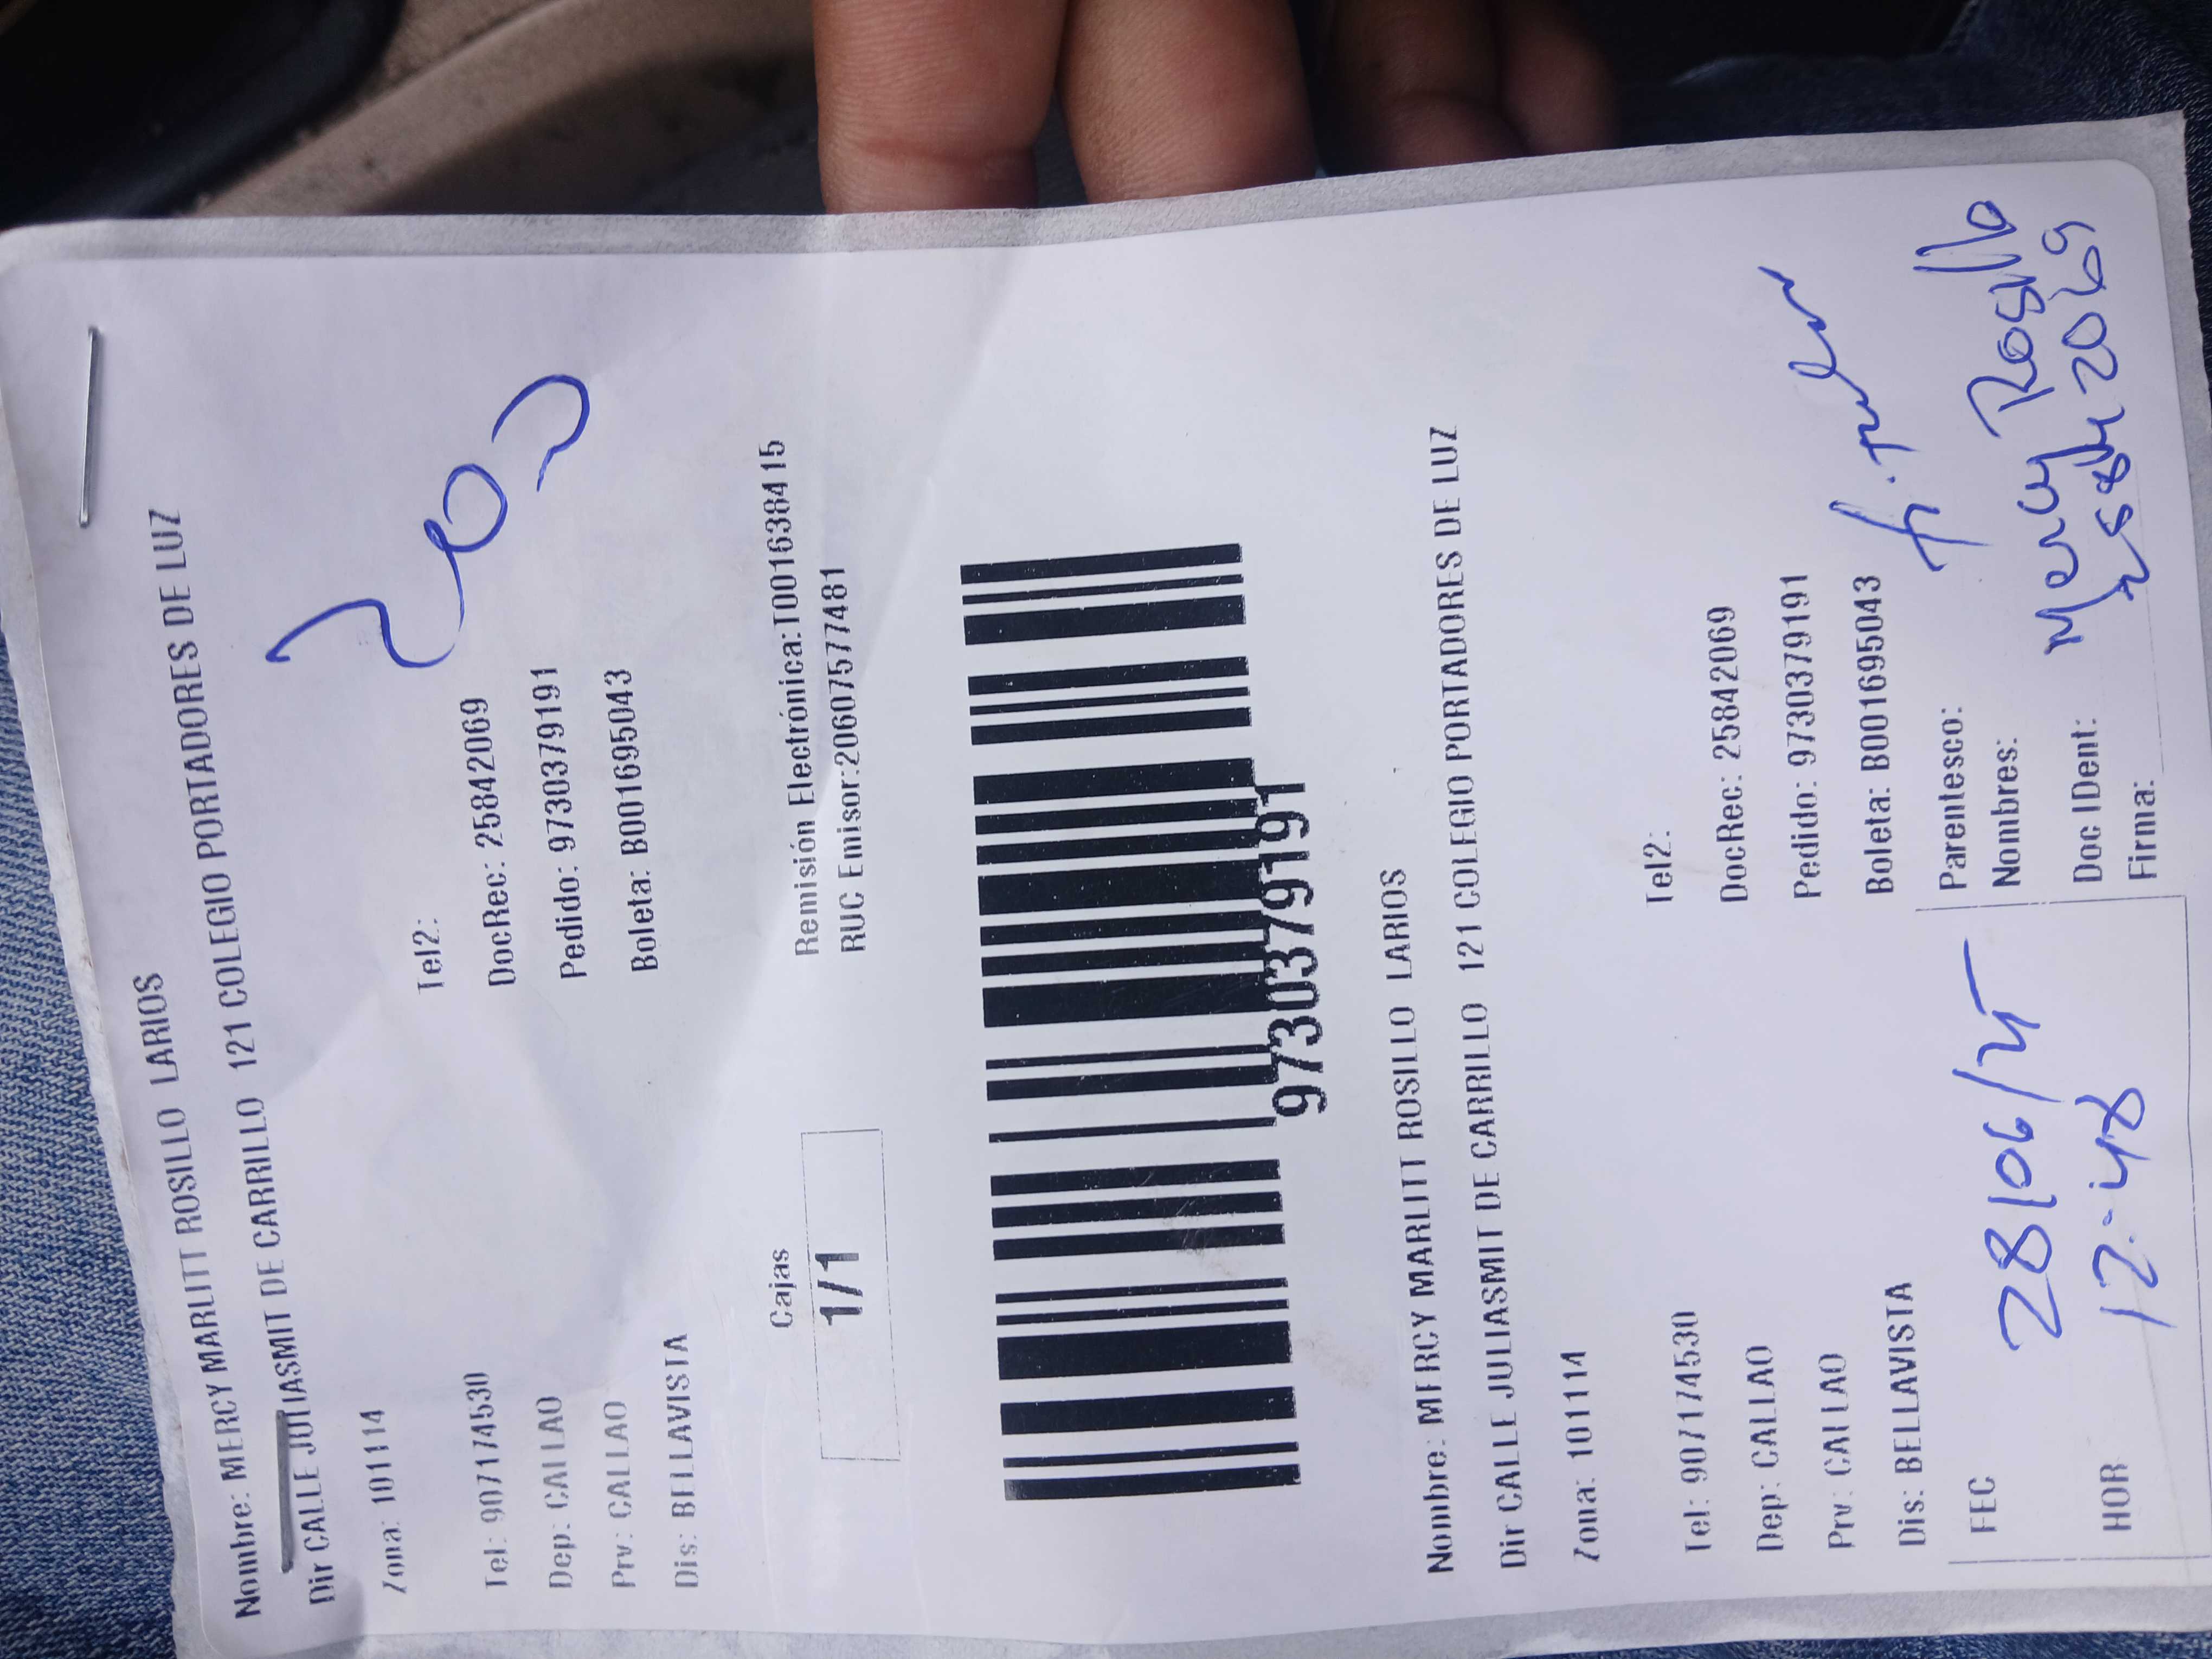 Nombre: MERCY MARLITT ROSILLO LARIOS
Dir CALLE JULIASMIT DE CARRILLO 121 COLEGIO PORTADORES DE LUZ
Zona: 101114
Tel: 907174530 Tel2:
Dep: CALLAO DocRec: 25842069
Prv: CALLAO Pedido: 9730379191
Dis: BELLAVISTA Boleta: B001695043
Cajas
1/1
Remisión Electrónica:T001638415
RUC Emisor:20607577481
9730379191
Nombre: MERCY MARLITT ROSILLO LARIOS
Dir CALLE JULIASMIT DE CARRILLO 121 COLEGIO PORTADORES DE LUZ
Zona: 101114
Tel: 907174530 Tel2:
Dep: CALLAO DocRec: 25842069
Prv: CALLAO Pedido: 9730379191
Dis: BELLAVISTA Boleta: B001695043
FEC 28/06/25
HOR 12:48
Parentesco:
Nombres: Mercy Rosillo
Doc IDent: 25842069
Firma: